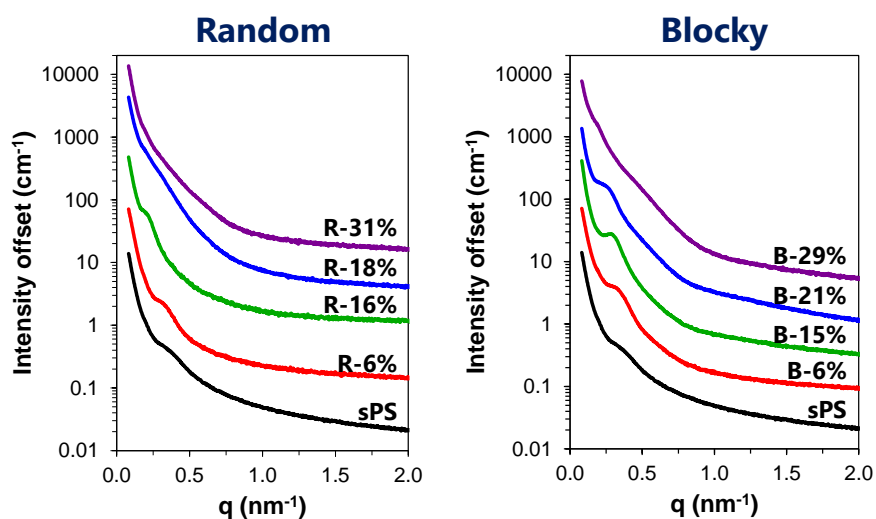 Random
Intensity offset (cm⁻¹)
10000
1000
100
10
1
0.1
0.01
R-31%
R-18%
R-16%
R-6%
sPS
0.0 0.5 1.0 1.5 2.0
q (nm⁻¹)
Blocky
Intensity offset (cm⁻¹)
10000
1000
100
10
1
0.1
0.01
B-29%
B-21%
B-15%
B-6%
sPS
0.0 0.5 1.0 1.5 2.0
q (nm⁻¹)